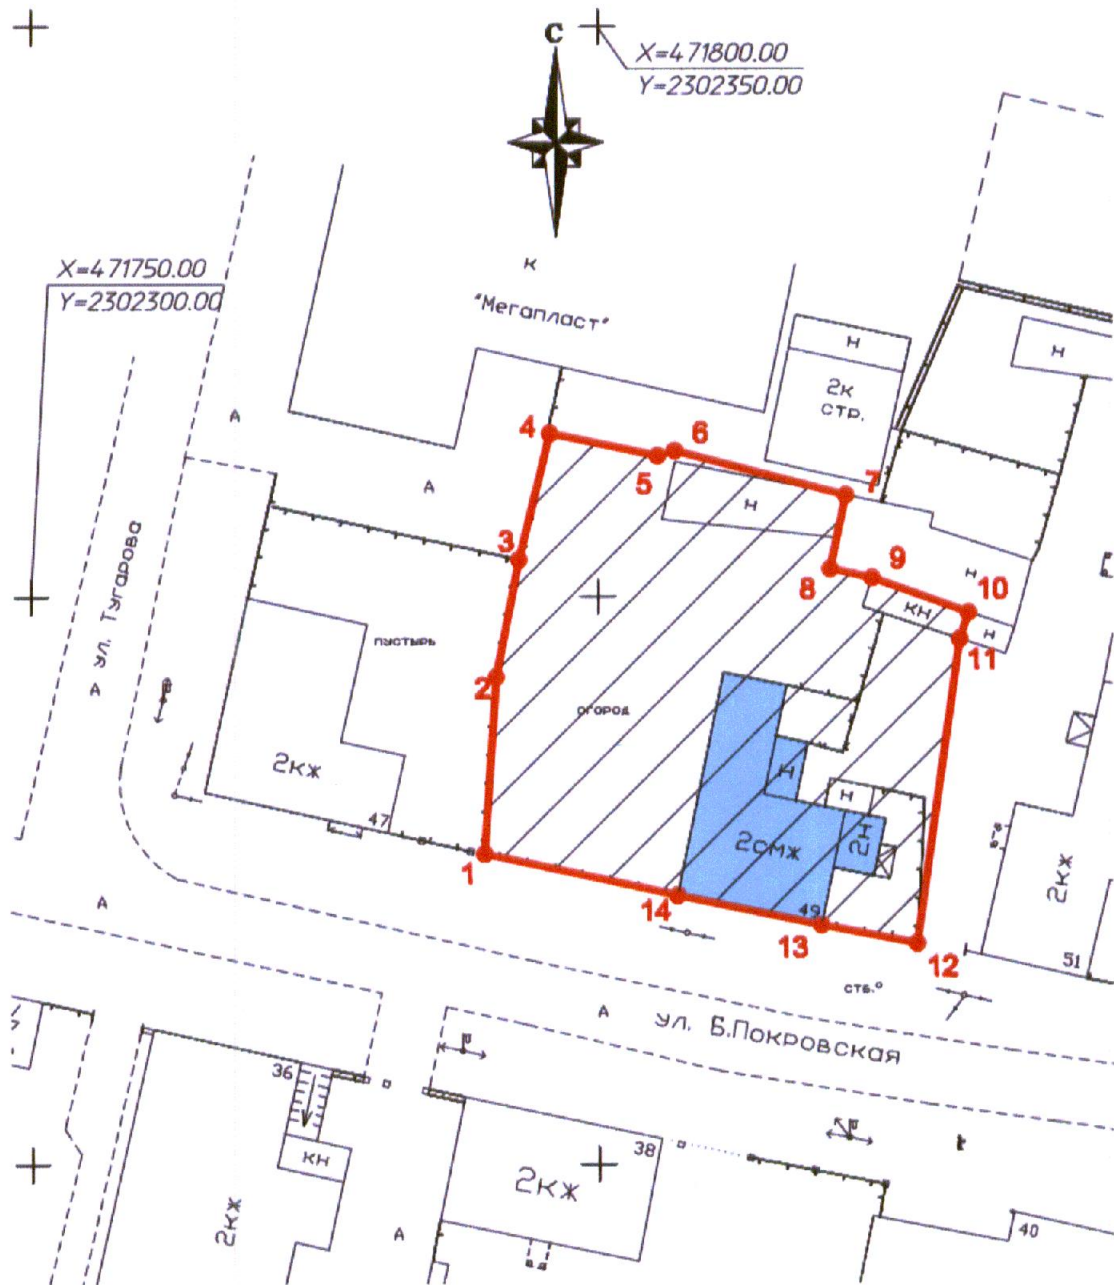 С
X=471800.00
Y=2302350.00
X=471750.00
Y=2302300.00
К
"Мегапласт"
Н
2К
СТР.
Н
А
4
6
5
7
А
Н
3
ул. Тугарова
8
9
10
Н
КН
Н
11
пустырь
2
А
огород
2КЖ
Н
Н
2Н
2смж
47
1
2КЖ
14
49
13
12
51
А
стб.°
А
ул. Б.Покровская
36
КН
38
2КЖ
2КЖ
А
40